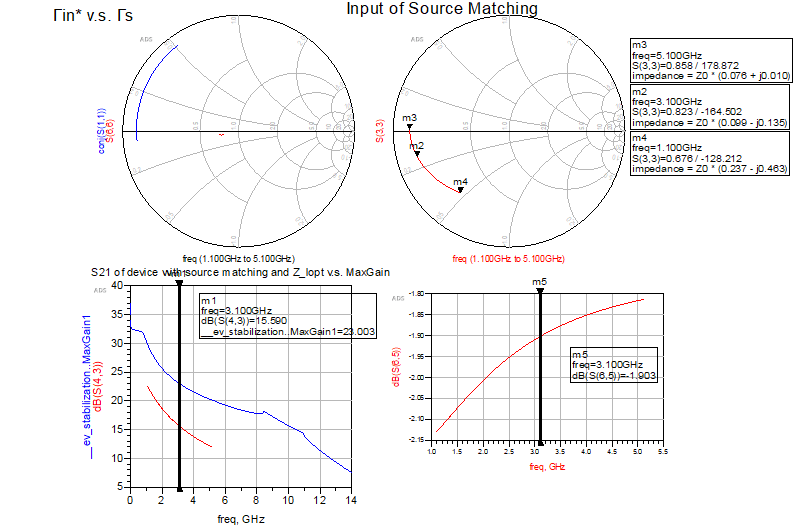 Γin* v.s. Γs
Input of Source Matching
ADS
ADS
conj(S(1,1))
S(6,6)
S(3,3)
m3
m2
m4
m3
freq=5.100GHz
S(3,3)=0.858 / 178.872
impedance = Z0 * (0.076 + j0.010)
m2
freq=3.100GHz
S(3,3)=0.823 / -164.502
impedance = Z0 * (0.099 - j0.135)
m4
freq=1.100GHz
S(3,3)=0.676 / -128.212
impedance = Z0 * (0.237 - j0.463)
freq (1.100GHz to 5.100GHz)
freq (1.100GHz to 5.100GHz)
S21 of device with source matching and Z_lopt v.s. MaxGain
ADS
m1
freq=3.100GHz
dB(S(4,3))=15.590
__ev_stabilization..MaxGain1=23.003
__ev_stabilization..MaxGain1
dB(S(4,3))
40
35
30
25
20
15
10
5
0 2 4 6 8 10 12 14
freq, GHz
m5
ADS
m5
freq=3.100GHz
dB(S(6,5))=-1.903
dB(S(6,5))
-1.80
-1.85
-1.90
-1.95
-2.00
-2.05
-2.10
-2.15
1.0 1.5 2.0 2.5 3.0 3.5 4.0 4.5 5.0 5.5
freq, GHz